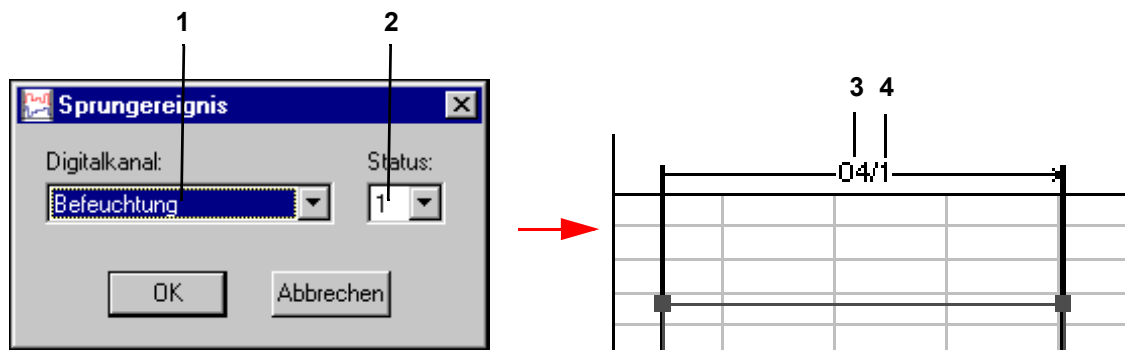 1 2
Sprungereignis
Digitalkanal: Status:
Befeuchtung 1
OK Abbrechen
3 4
04/1